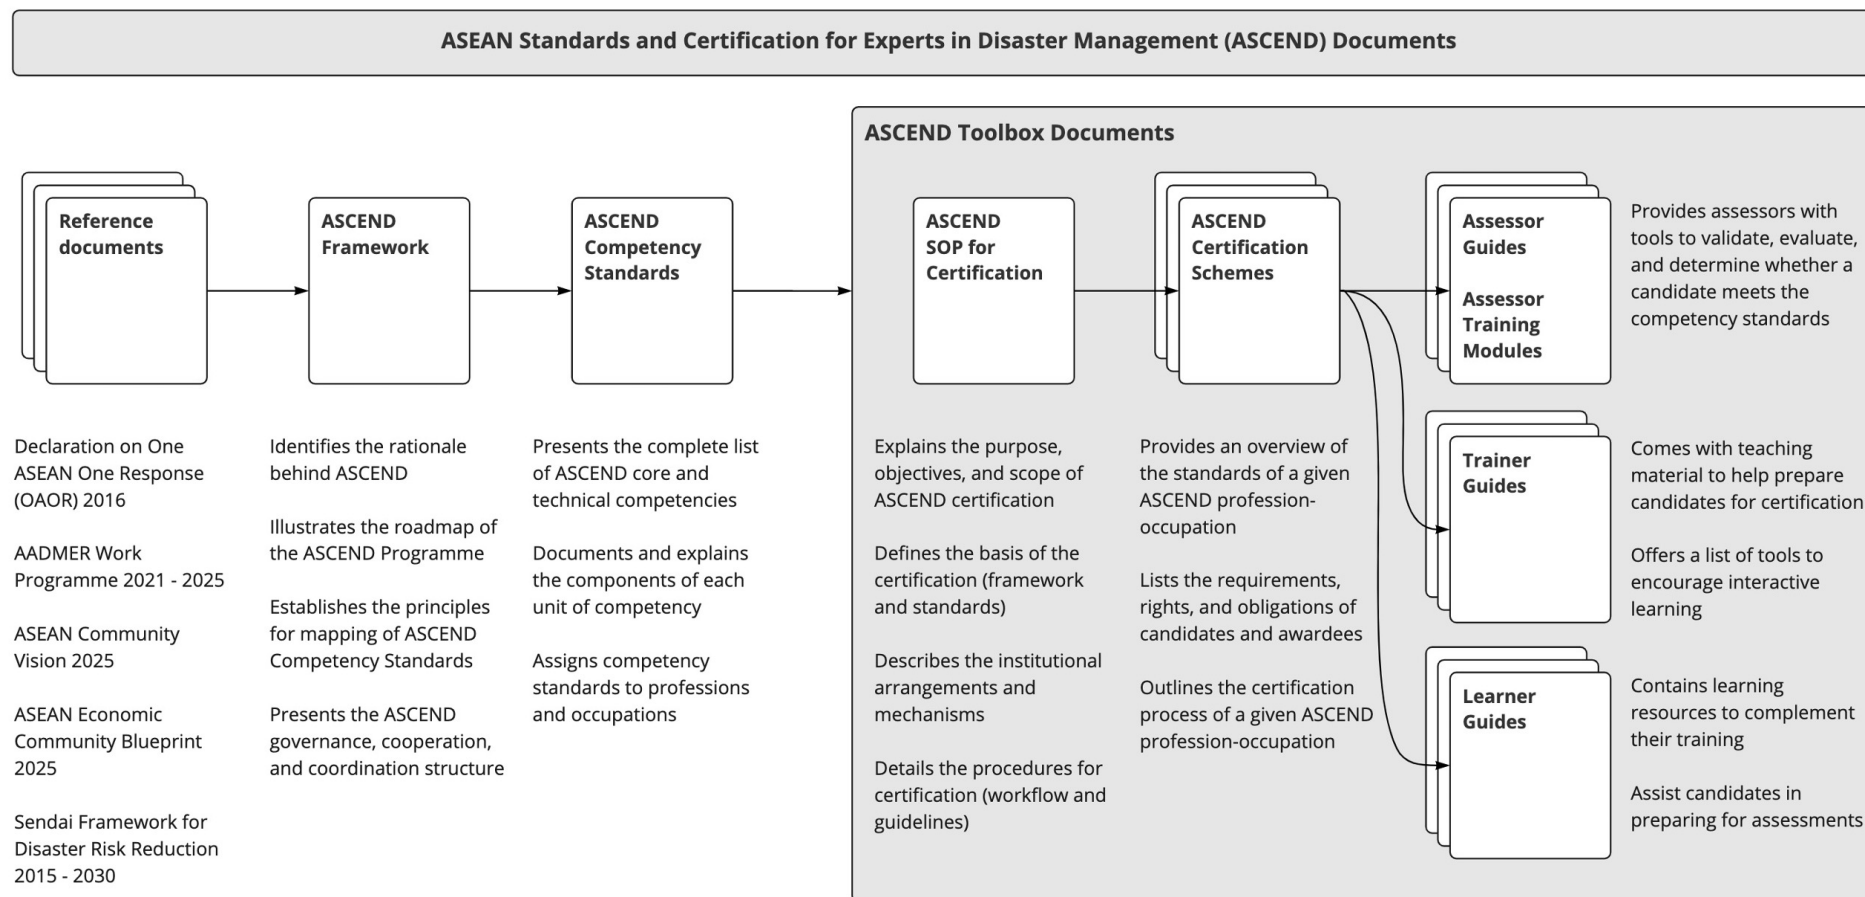 ASEAN Standards and Certification for Experts in Disaster Management (ASCEND) Documents
ASCEND Toolbox Documents
Reference
documents
ASCEND
Framework
ASCEND
Competency
Standards
ASCEND
SOP for
Certification
ASCEND
Certification
Schemes
Assessor
Guides
Assessor
Training
Modules
Provides assessors with
tools to validate, evaluate,
and determine whether a
candidate meets the
competency standards
Trainer
Guides
Comes with teaching
material to help prepare
candidates for certification
Offers a list of tools to
encourage interactive
learning
Learner
Guides
Contains learning
resources to complement
their training
Assist candidates in
preparing for assessments
Declaration on One
ASEAN One Response
(OAOR) 2016
AADMER Work
Programme 2021 - 2025
ASEAN Community
Vision 2025
ASEAN Economic
Community Blueprint
2025
Sendai Framework for
Disaster Risk Reduction
2015 - 2030
Identifies the rationale
behind ASCEND
Illustrates the roadmap of
the ASCEND Programme
Establishes the principles
for mapping of ASCEND
Competency Standards
Presents the ASCEND
governance, cooperation,
and coordination structure
Presents the complete list
of ASCEND core and
technical competencies
Documents and explains
the components of each
unit of competency
Assigns competency
standards to professions
and occupations
Explains the purpose,
objectives, and scope of
ASCEND certification
Defines the basis of the
certification (framework
and standards)
Describes the institutional
arrangements and
mechanisms
Details the procedures for
certification (workflow and
guidelines)
Provides an overview of
the standards of a given
ASCEND profession-
occupation
Lists the requirements,
rights, and obligations of
candidates and awardees
Outlines the certification
process of a given ASCEND
profession-occupation